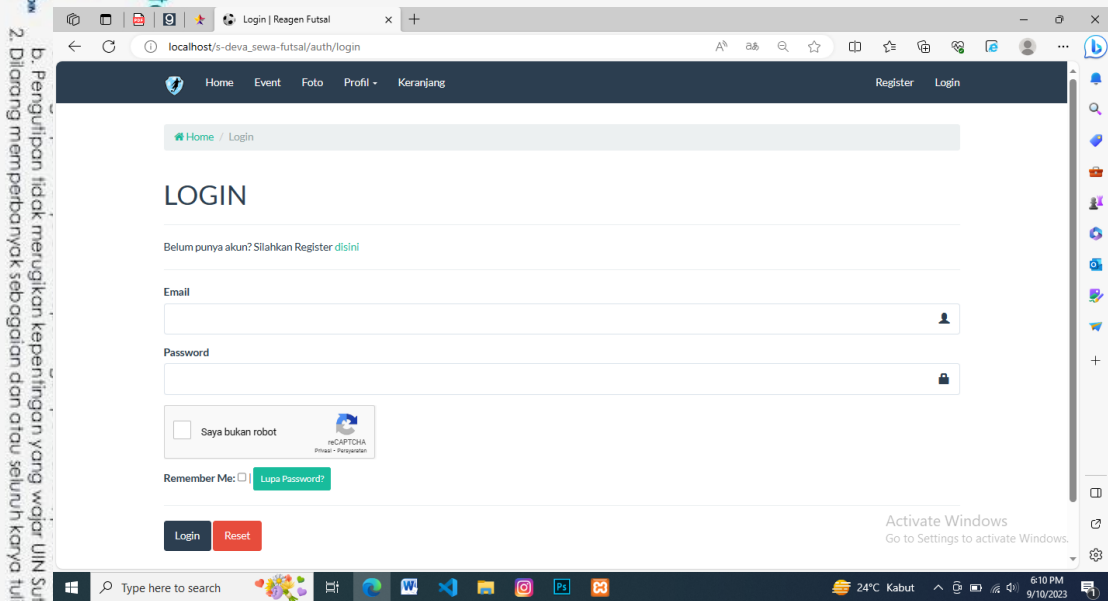 b. Pengutipan tidak merugikan kepentingan yang wajar UIN Su
2. Dilarang memperbanyak sebagaian dan atau seluruh karya tuli
Login | Reagen Futsal
localhost/s-deva_sewa-futsal/auth/login
Home Event Foto Profil Keranjang Register Login
Home / Login
LOGIN
Belum punya akun? Silahkan Register disini
Email
Password
Saya bukan robot
reCAPTCHA
Privasi - Persyaratan
Remember Me: | Lupa Password?
Login Reset
Activate Windows
Go to Settings to activate Windows.
Type here to search
24°C Kabut
6:10 PM
9/10/2023